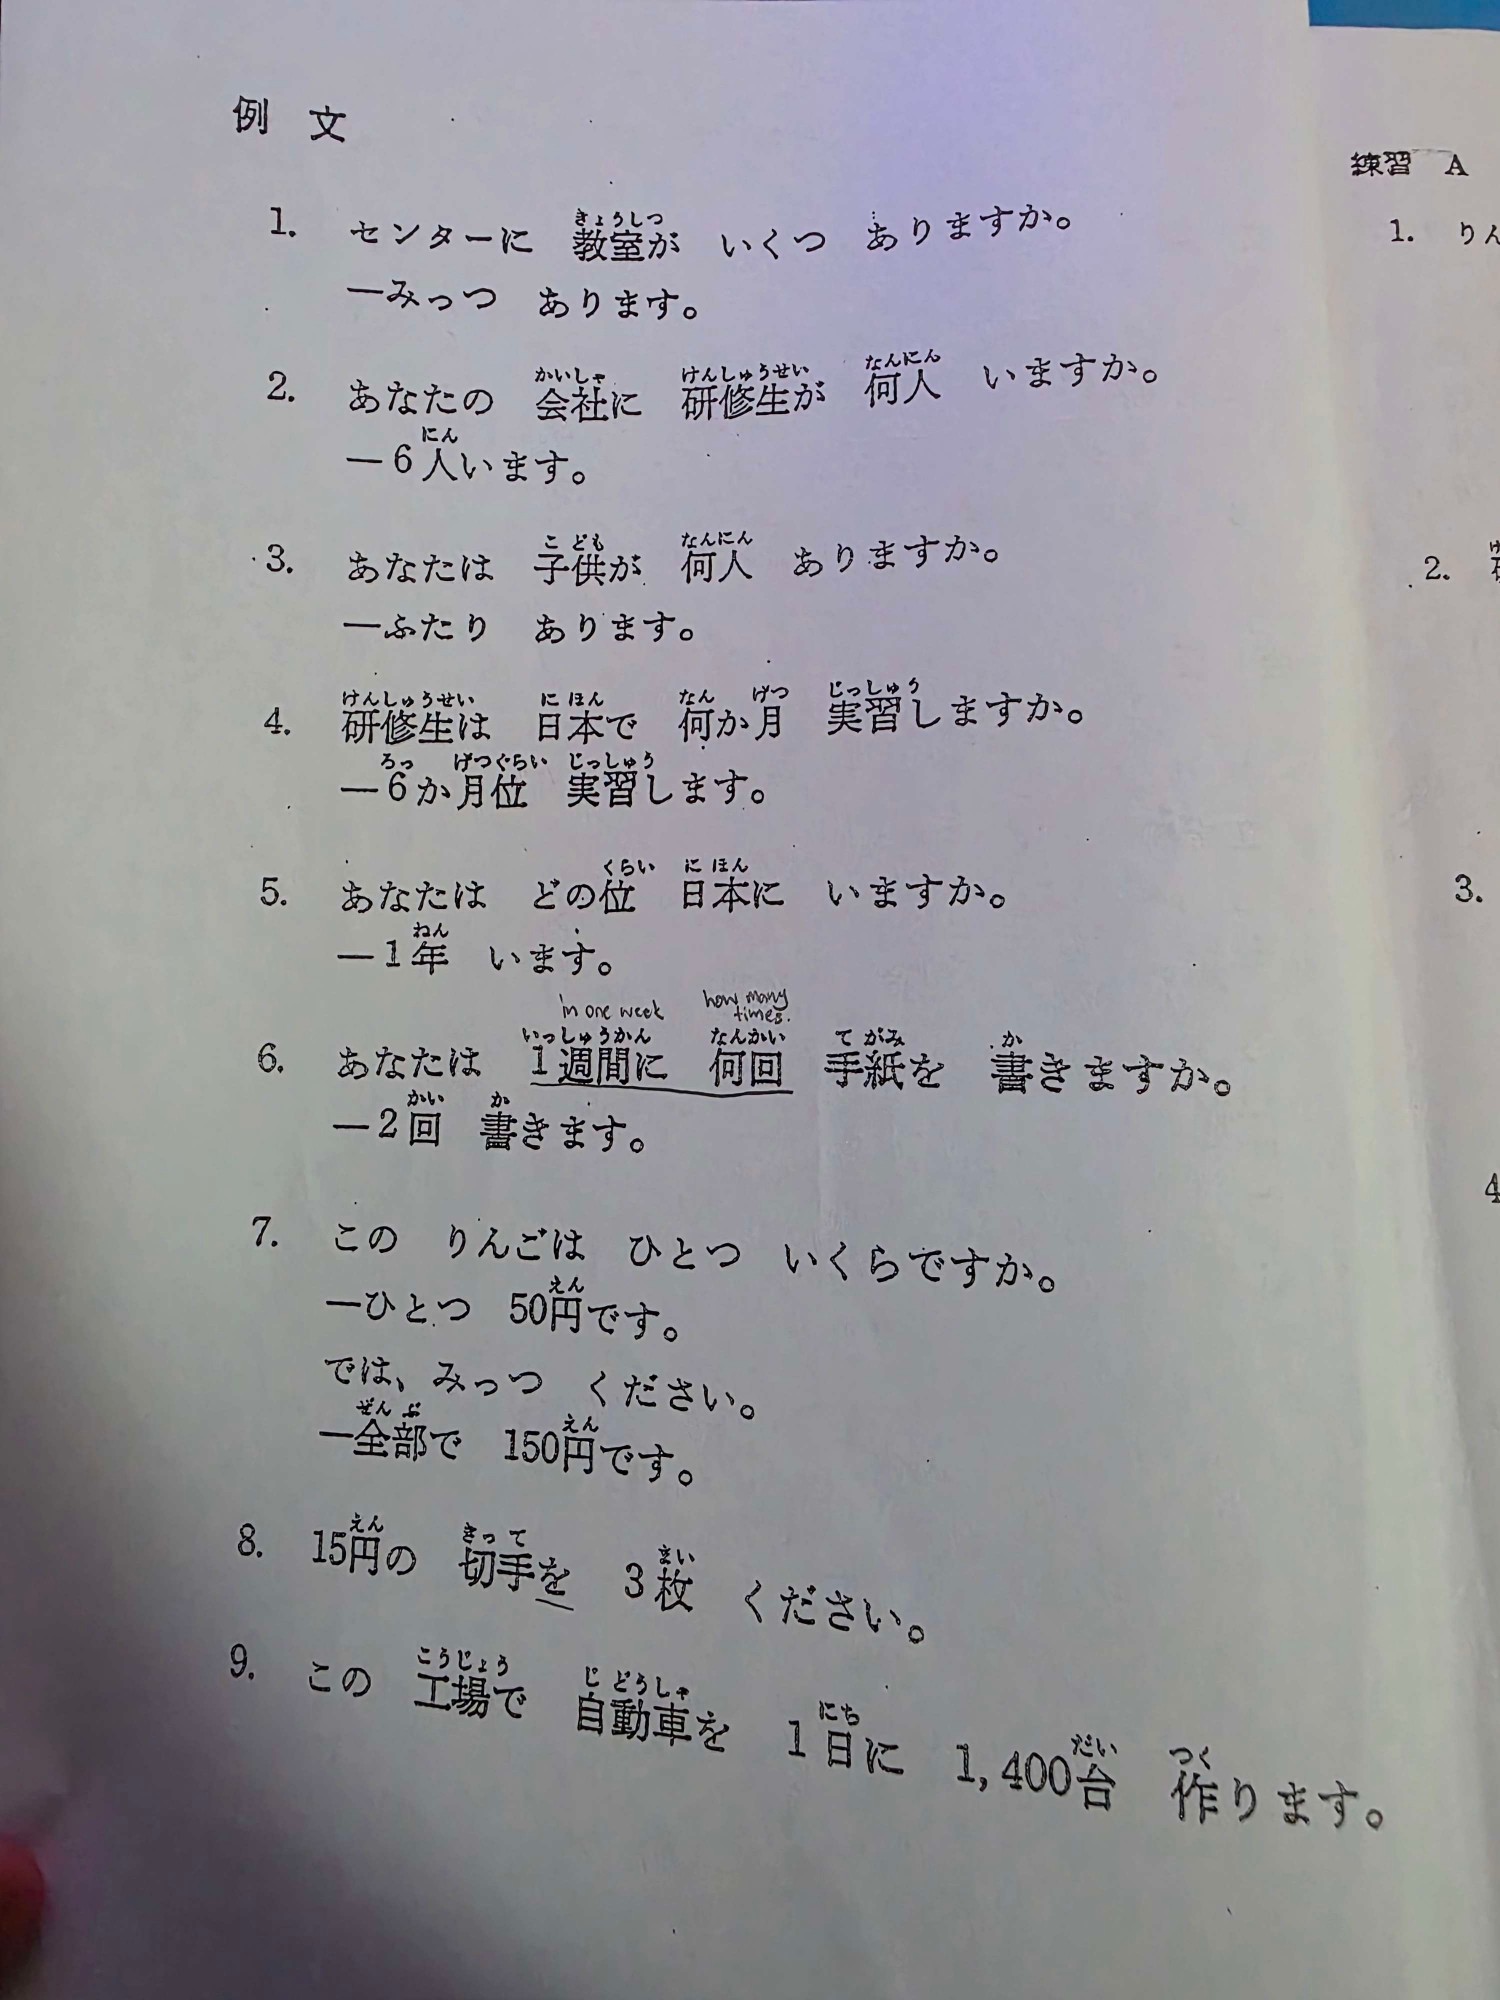 例 文
1. センターに 教室が いくつ ありますか。
—みっつ あります。
2. あなたの 会社に 研修生が 何人 いますか。
—6人います。
3. あなたは 子供が 何人 ありますか。
—ふたり あります。
4. 研修生は 日本で 何か月 実習しますか。
—6か月位 実習します。
5. あなたは どの位 日本に いますか。
—1年 います。
in one week how many times.
6. あなたは 1週間に 何回 手紙を 書きますか。
—2回 書きます。
7. この りんごは ひとつ いくらですか。
—ひとつ 50円です。
では、みっつ ください。
—全部で 150円です。
8. 15円の 切手を 3枚 ください。
9. この 工場で 自動車を 1日に 1,400台 作ります。
練習 A
1. りん
2. 研
3.
4